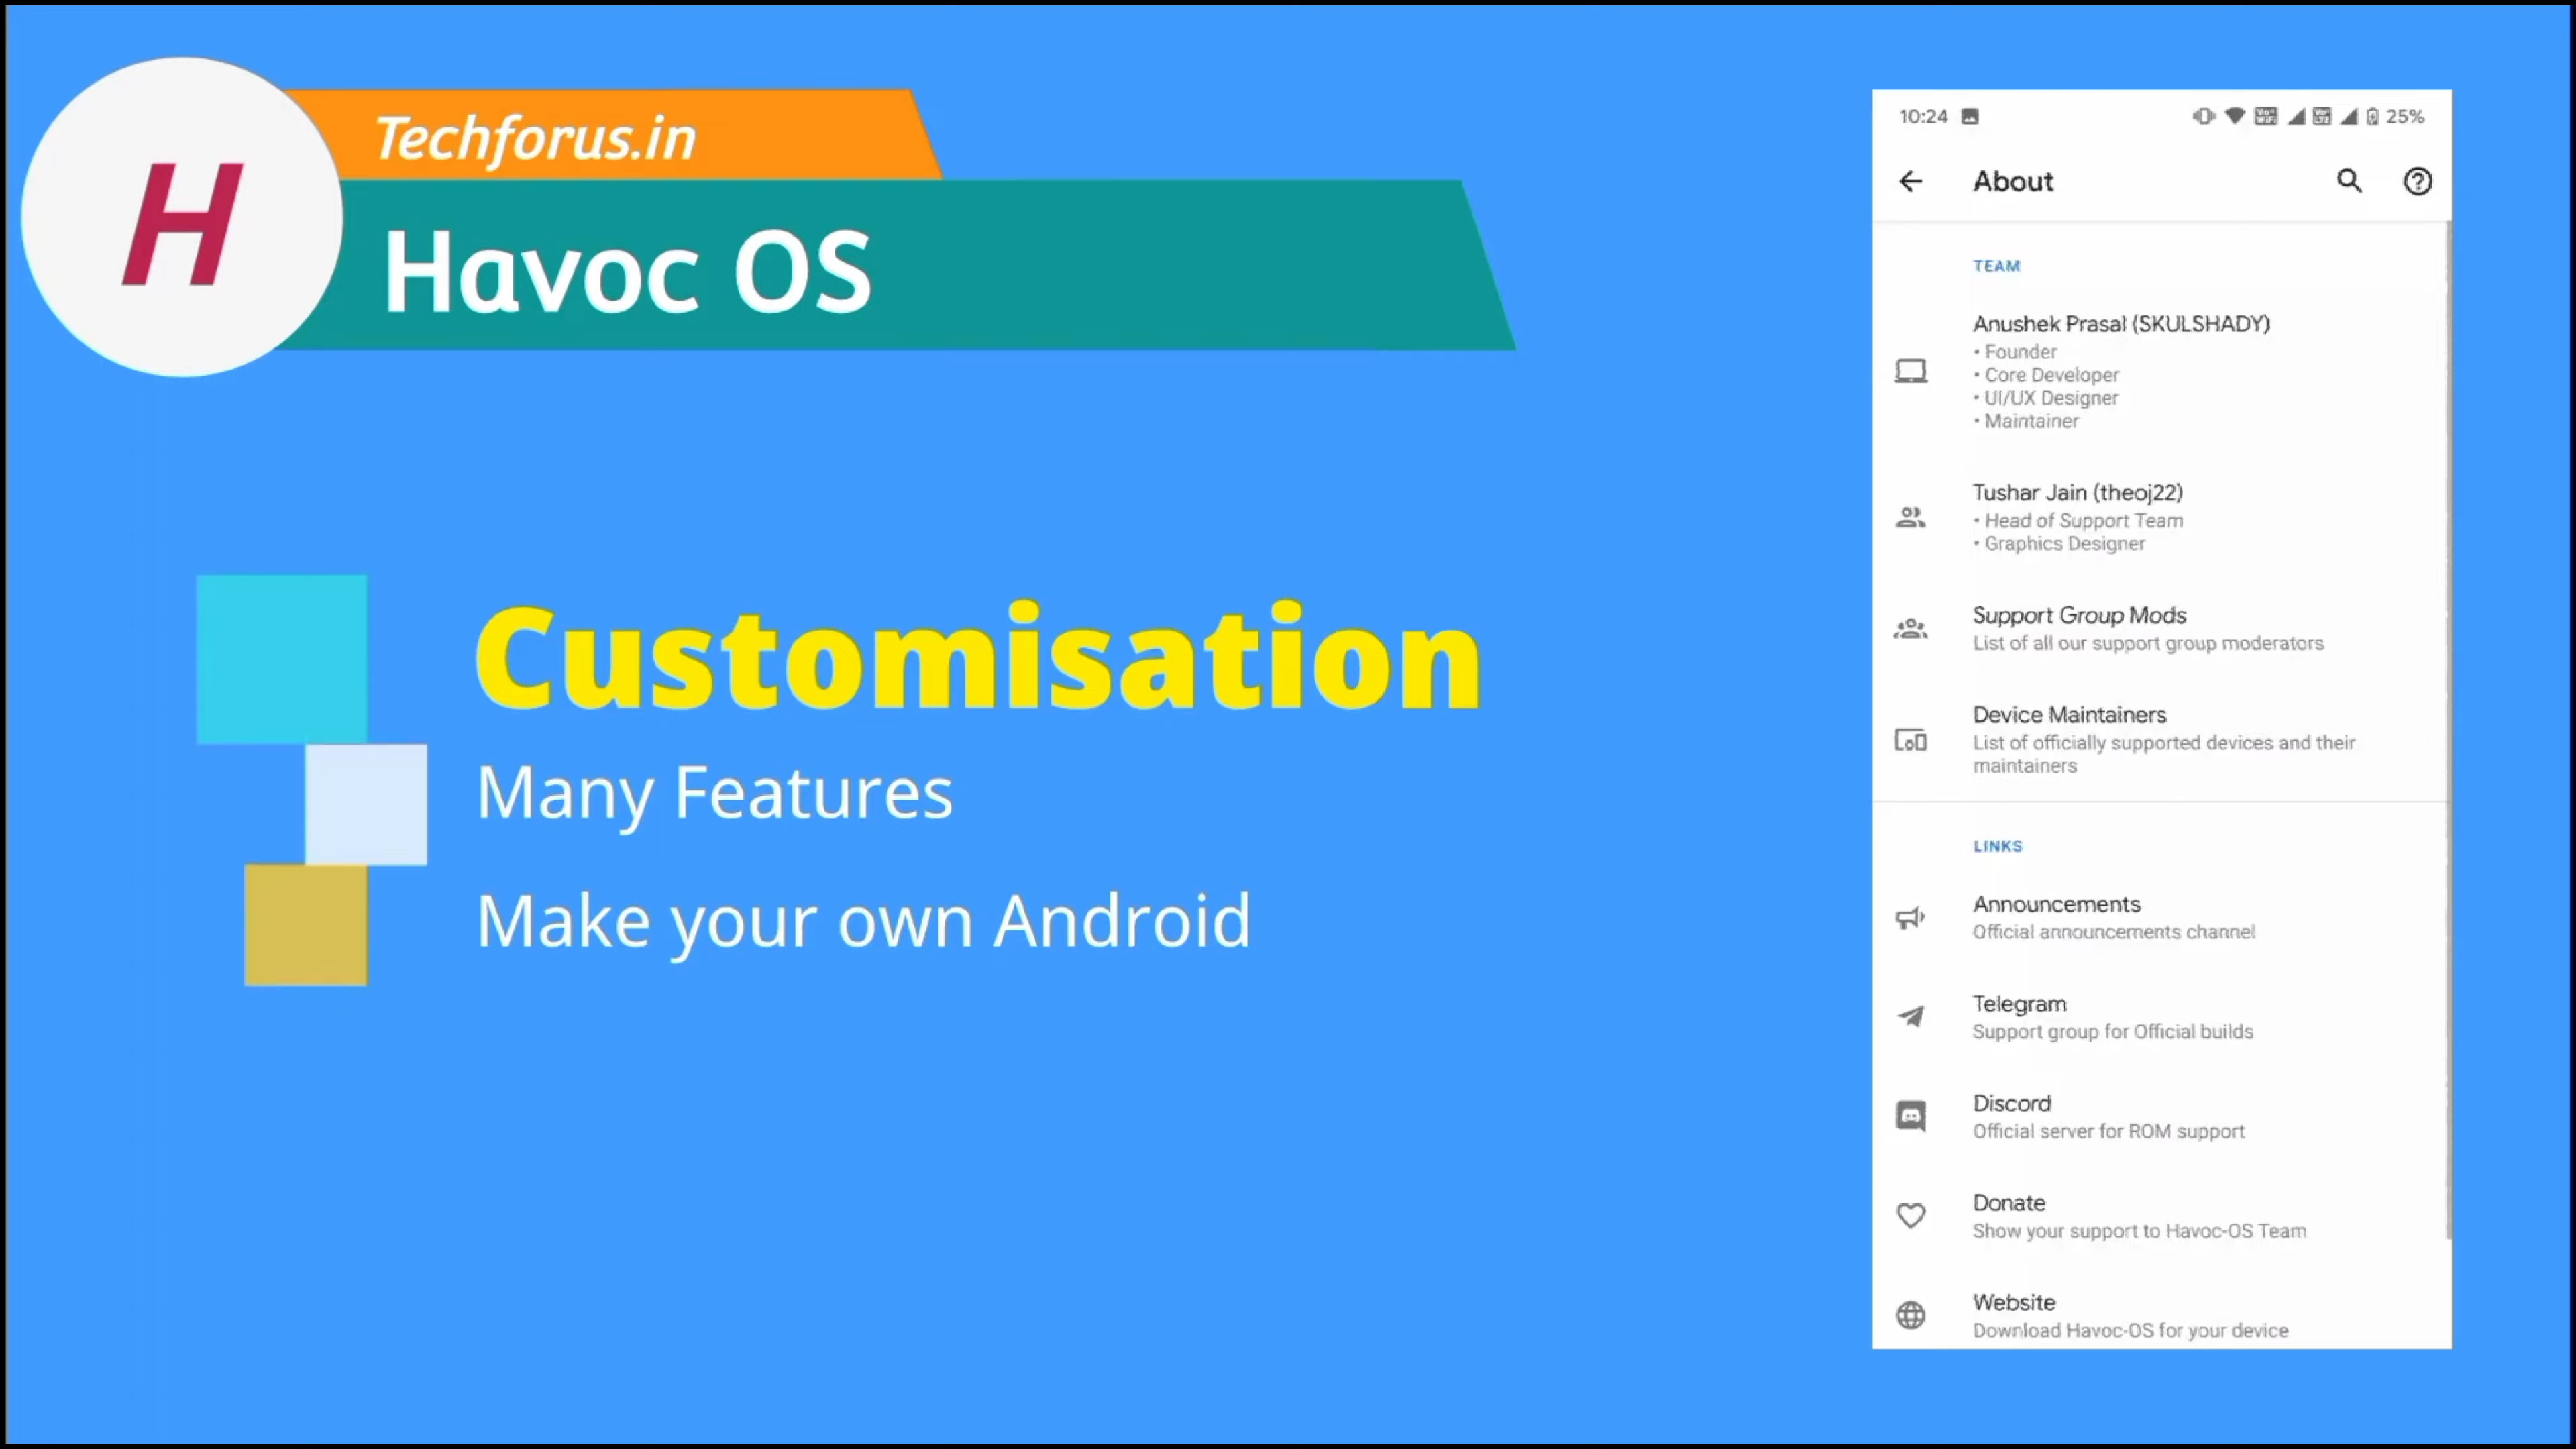 H
Techforus.in
Havoc OS
Customisation
Many Features
Make your own Android
10:24
25%
About
TEAM
Anushek Prasal (SKULSHADY)
• Founder
• Core Developer
• UI/UX Designer
• Maintainer
Tushar Jain (theoj22)
• Head of Support Team
• Graphics Designer
Support Group Mods
List of all our support group moderators
Device Maintainers
List of officially supported devices and their
maintainers
LINKS
Announcements
Official announcements channel
Telegram
Support group for Official builds
Discord
Official server for ROM support
Donate
Show your support to Havoc-OS Team
Website
Download Havoc-OS for your device